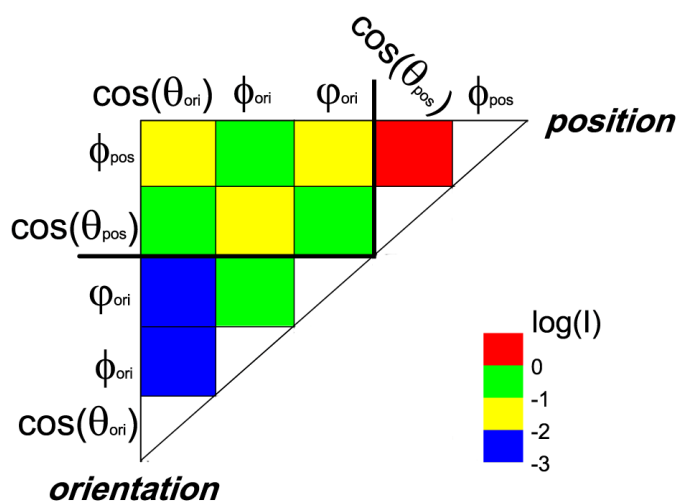 cos(θori) ϕori φori cos(θpos) ϕpos
position
ϕpos
cos(θpos)
φori
ϕori
cos(θori)
orientation
log(I)
0
-1
-2
-3